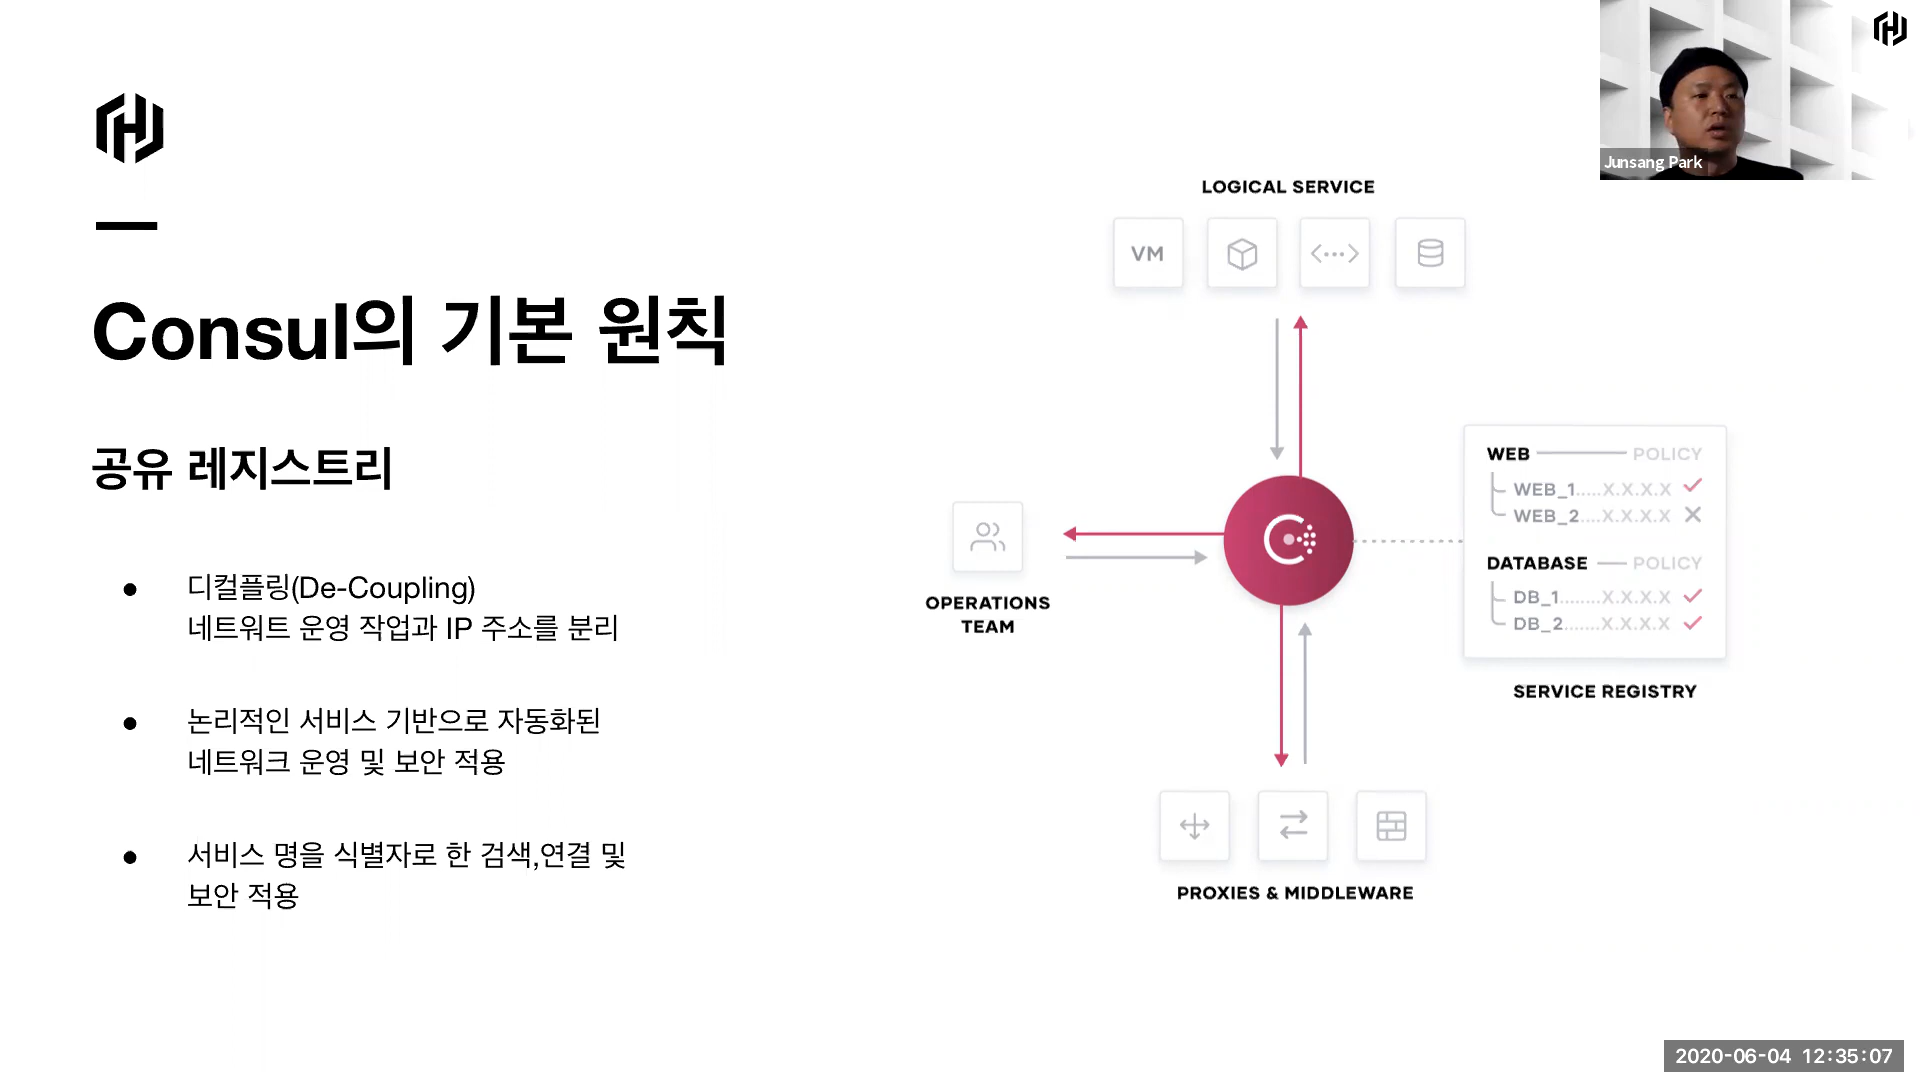 Junsang Park
Consul의 기본 원칙
공유 레지스트리
● 디컬플링(De-Coupling)
네트워트 운영 작업과 IP 주소를 분리
● 논리적인 서비스 기반으로 자동화된
네트워크 운영 및 보안 적용
● 서비스 명을 식별자로 한 검색,연결 및
보안 적용
LOGICAL SERVICE
VM
OPERATIONS
TEAM
WEB POLICY
WEB_1.....X.X.X.X
WEB_2....X.X.X.X
DATABASE POLICY
DB_1........X.X.X.X
DB_2.......X.X.X.X
SERVICE REGISTRY
PROXIES & MIDDLEWARE
2020-06-04 12:35:07